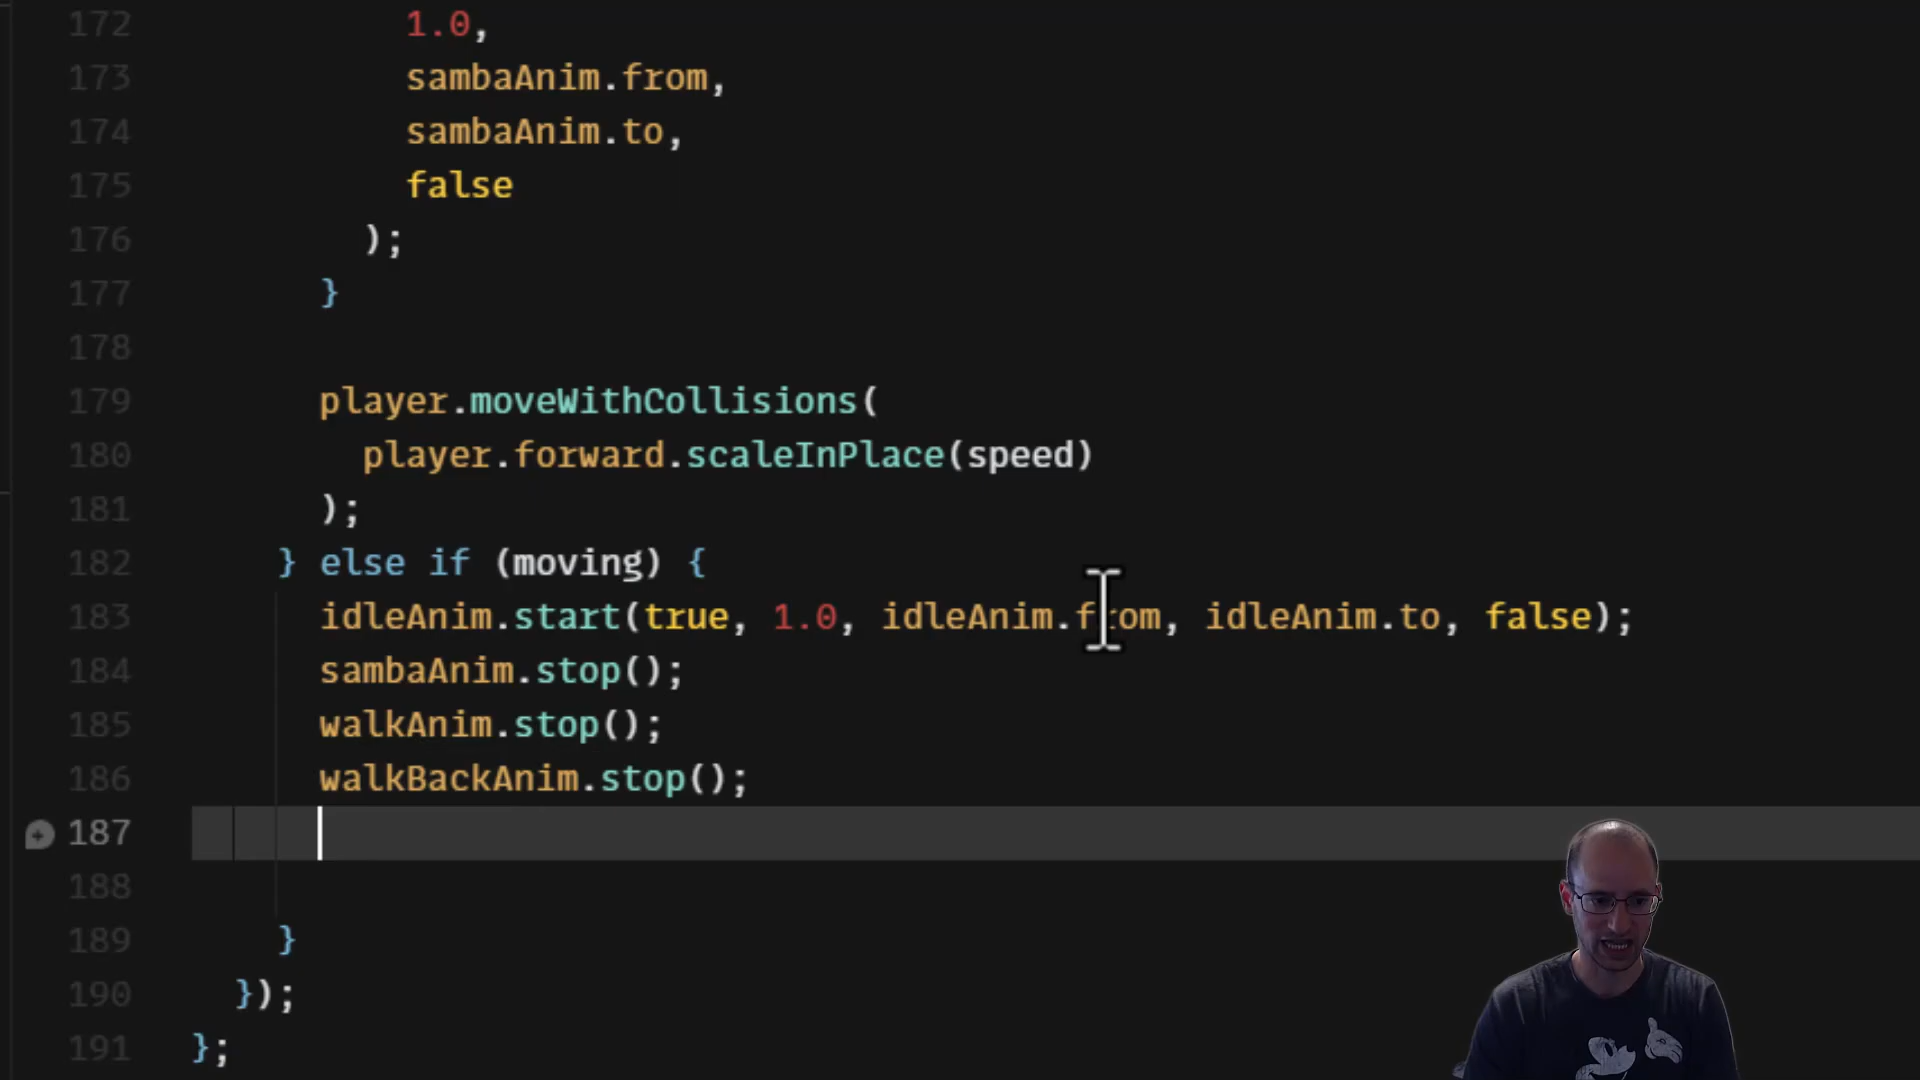 172 1.0,
173 sambaAnim.from,
174 sambaAnim.to,
175 false
176 );
177 }
178
179 player.moveWithCollisions(
180 player.forward.scaleInPlace(speed)
181 );
182 } else if (moving) {
183 idleAnim.start(true, 1.0, idleAnim.from, idleAnim.to, false);
184 sambaAnim.stop();
185 walkAnim.stop();
186 walkBackAnim.stop();
187
188
189 }
190 });
191 };